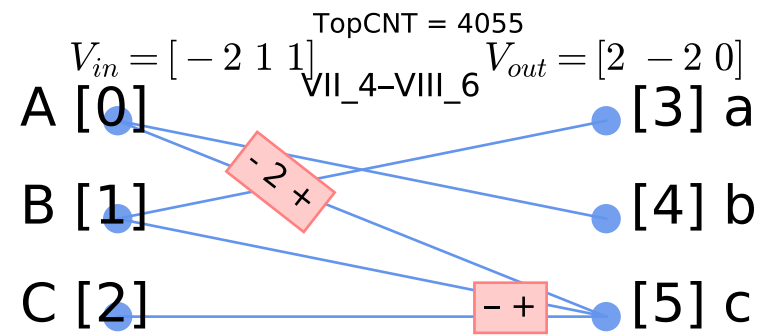 TopCNT = 4055
V_in = [ − 2 1 1] V_out = [2 − 2 0]
VII_4–VIII_6
A [0] [3] a
- 2 +
B [1] [4] b
C [2] – + [5] c